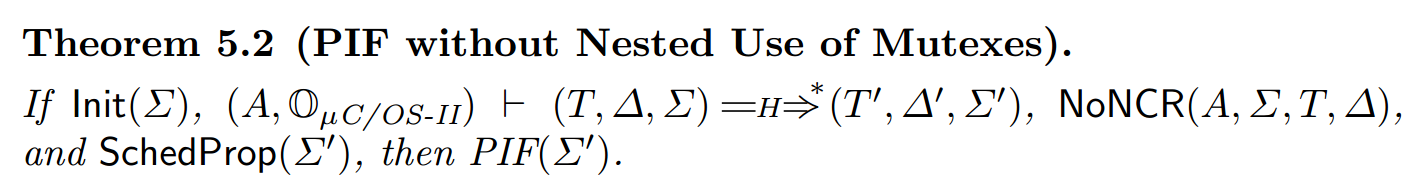 Theorem 5.2 (PIF without Nested Use of Mutexes).
If Init(Σ), (A, 𝕆_{μC/OS-II}) ⊢ (T, Δ, Σ) =H⇒* (T′, Δ′, Σ′), NoNCR(A, Σ, T, Δ),
and SchedProp(Σ′), then PIF(Σ′).